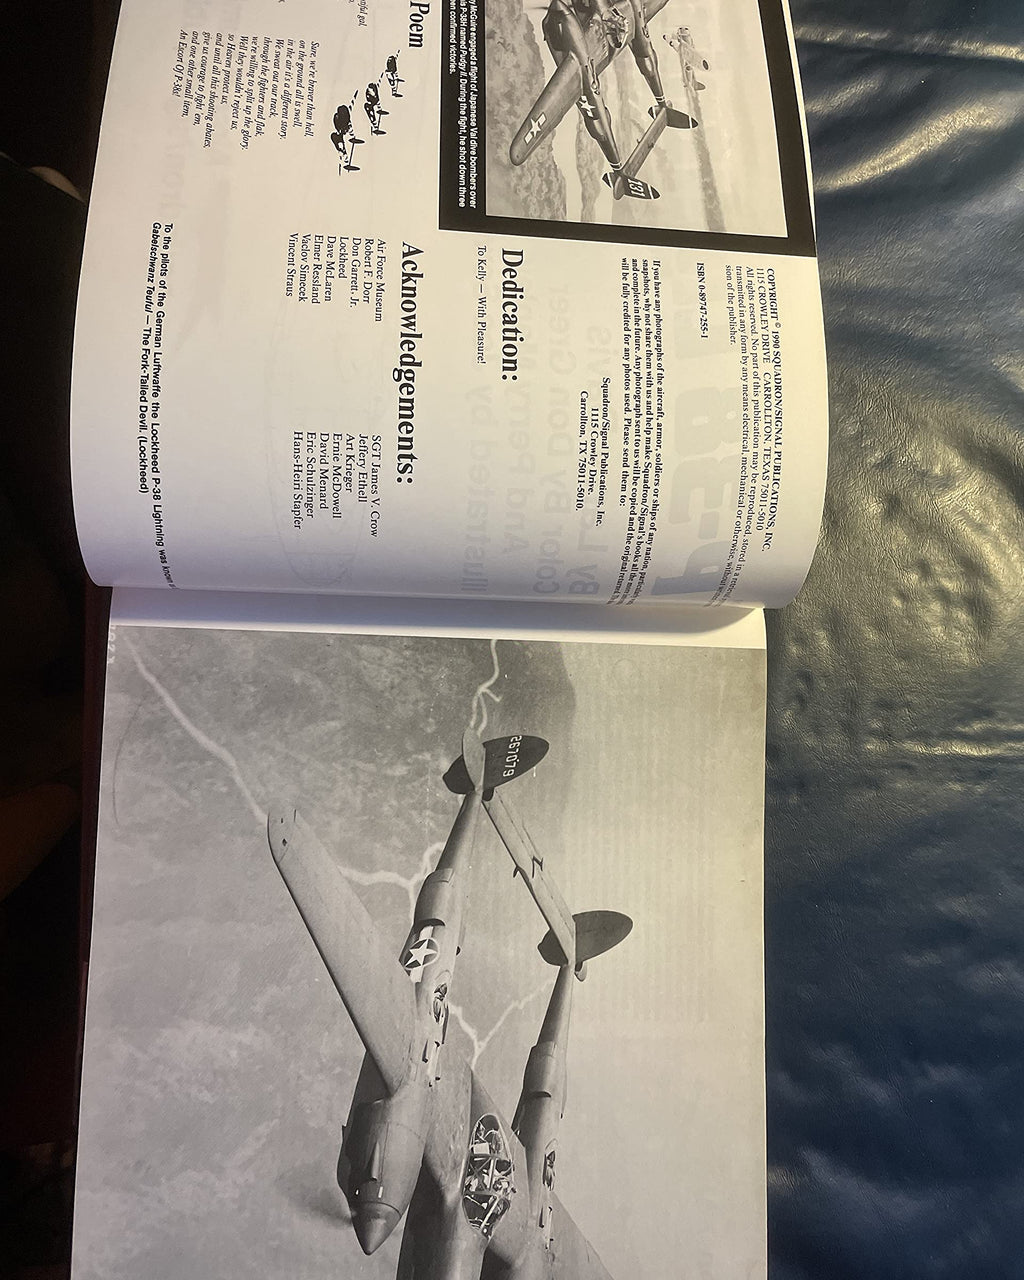 y McGuire engaged a flight of Japanese Val dive bombers over
is P-38H named Pudgy II. During the fight, he shot down three
en confirmed victories.
131
COPYRIGHT © 1990 SQUADRON/SIGNAL PUBLICATIONS, INC.
1115 CROWLEY DRIVE CARROLLTON, TEXAS 75011-5010
All rights reserved. No part of this publication may be reproduced, stored in a
transmitted in any form by any means electrical, mechanical or otherwise, without
sion of the publisher.
ISBN 0-89747-255-1
If you have any photographs of the aircraft, armor, soldiers or ships of any nation,
snapshots, why not share them with us and help make Squadron/Signal's books all the more
and complete in the future. Any photograph sent to us will be copied and the original returned
will be fully credited for any photos used. Please send them to:
Squadron/Signal Publications, Inc.
1115 Crowley Drive.
Carrollton, TX 75011-5010.
Dedication:
To Kelly — With Pleasure!
Poem
Sure, we're braver than hell,
on the ground all is swell,
in the air it's a different story.
We sweat out our track
through the fighters and flak,
we're willing to split up the glory.
Well they wouldn't reject us,
so Heaven protect us,
and until all this shooting abates,
give us courage to fight 'em,
and one other small item,
An Escort Of P-38s!
Acknowledgements:
Air Force Museum
Robert F. Dorr
Don Garrett, Jr.
Lockheed
Dave McLaren
Elmer Ressland
Vaclov Simecek
Vincent Straus
SGT James V. Crow
Jeffery Ethell
Art Krieger
Ernie McDowell
David Menard
Eric Schulzinger
Hans-Heiri Stapfer
To the pilots of the German Luftwaffe the Lockheed P-38 Lightning was known
Gabelschwanz Teuful — The Fork-Tailed Devil. (Lockheed)
267079